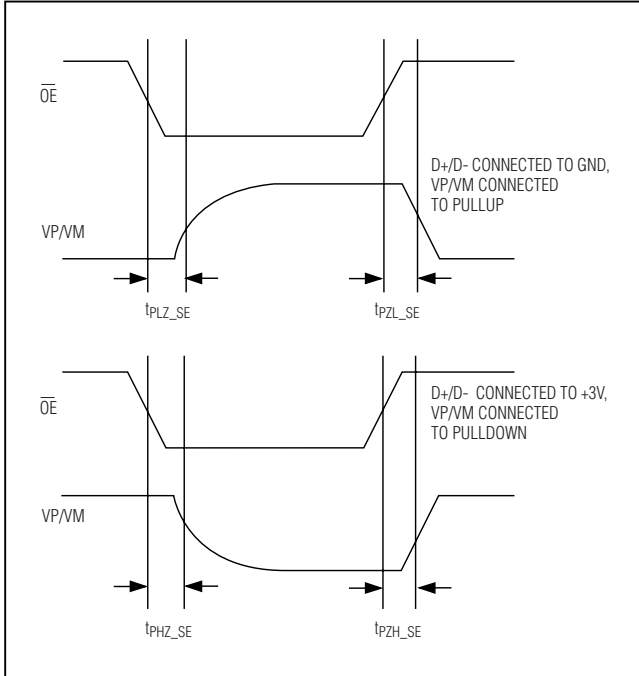 OE
D+/D- CONNECTED TO GND,
VP/VM CONNECTED
TO PULLUP
VP/VM
tPLZ_SE
tPZL_SE
OE
D+/D- CONNECTED TO +3V,
VP/VM CONNECTED
TO PULLDOWN
VP/VM
tPHZ_SE
tPZH_SE